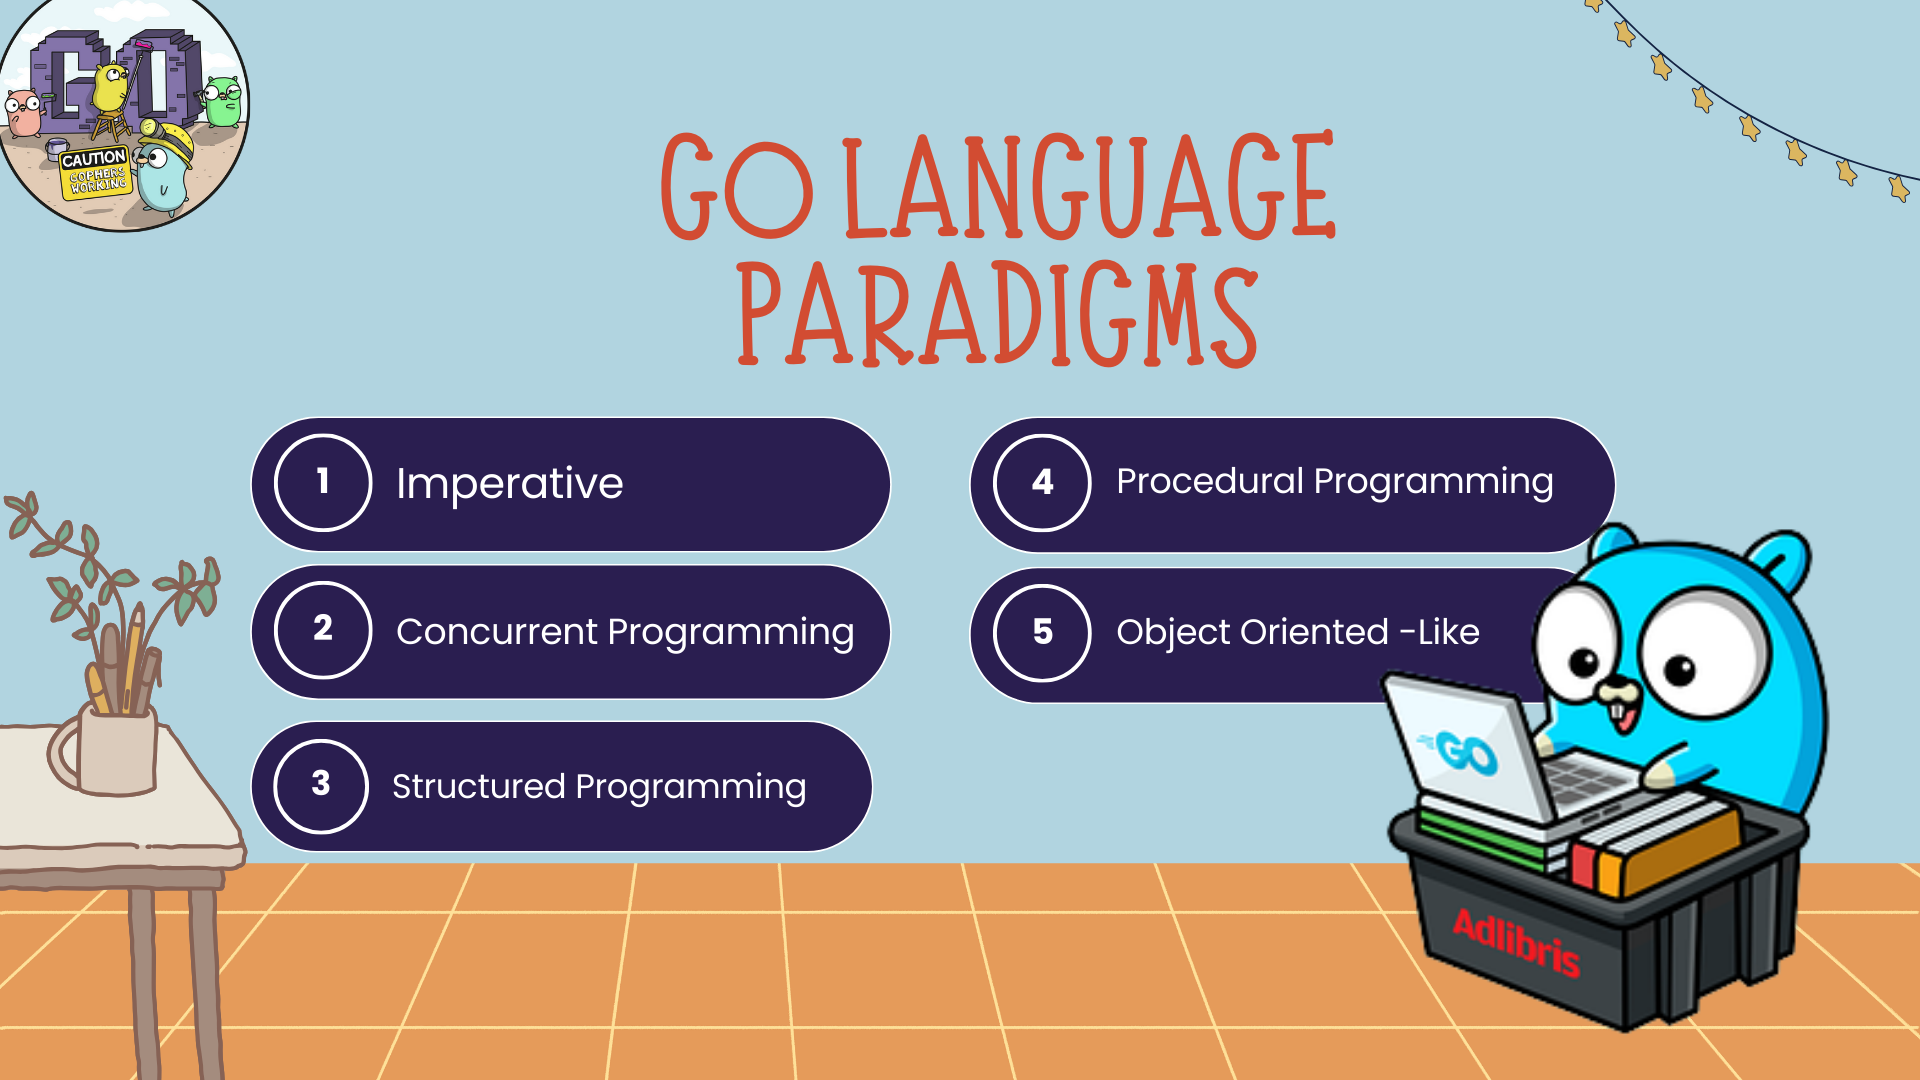 GO
CAUTION
GOPHERS
WORKING
GO LANGUAGE
PARADIGMS
1 Imperative
2 Concurrent Programming
3 Structured Programming
4 Procedural Programming
5 Object Oriented -Like
GO
Adlibris